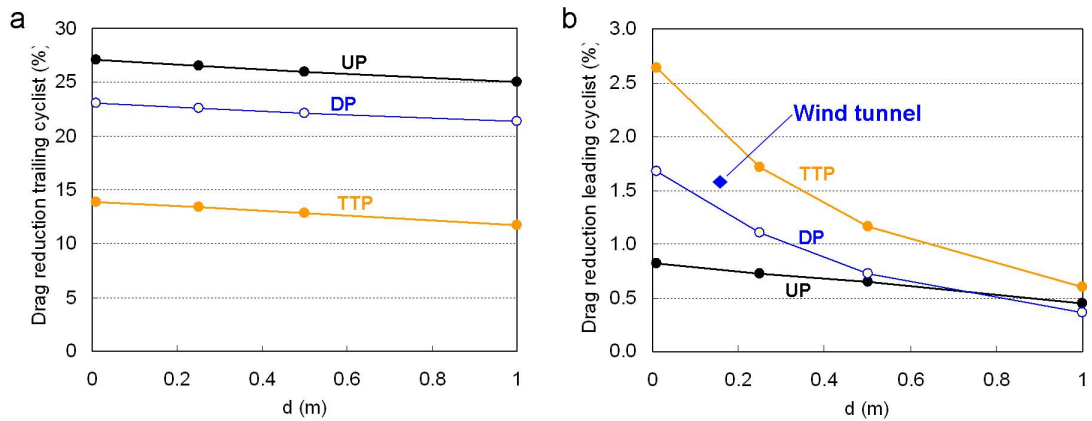 a
30
25
20
15
10
5
0
Drag reduction trailing cyclist (%)
UP
DP
TTP
0 0.2 0.4 0.6 0.8 1
d (m)
b
3.0
2.5
2.0
1.5
1.0
0.5
0.0
Drag reduction leading cyclist (%)
Wind tunnel
TTP
DP
UP
0 0.2 0.4 0.6 0.8 1
d (m)